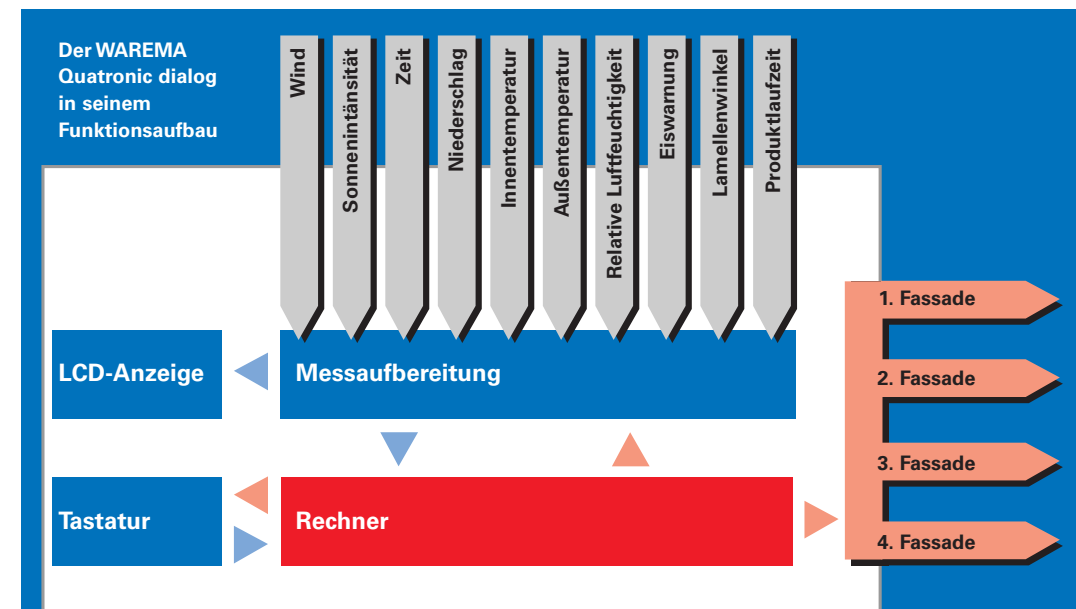 Der WAREMA
Quatronic dialog
in seinem
Funktionsaufbau
Wind
Sonnenintänsität
Zeit
Niederschlag
Innentemperatur
Außentemperatur
Relative Luftfeuchtigkeit
Eiswarnung
Lamellenwinkel
Produktlaufzeit
1. Fassade
LCD-Anzeige
Messaufbereitung
2. Fassade
3. Fassade
Tastatur
Rechner
4. Fassade